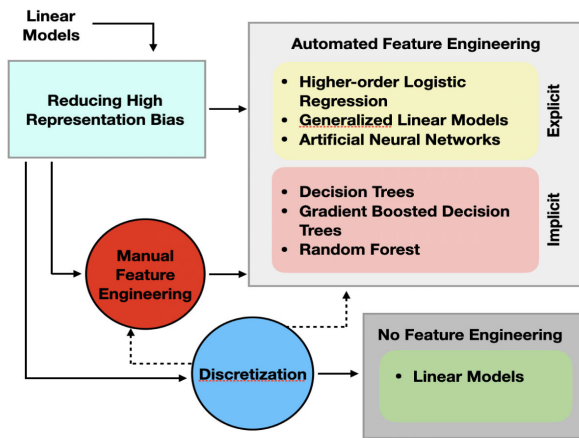 Linear
Models
Reducing High
Representation Bias
Automated Feature Engineering
• Higher-order Logistic
Regression
• Generalized Linear Models
• Artificial Neural Networks
Explicit
• Decision Trees
• Gradient Boosted Decision
Trees
• Random Forest
Implicit
Manual
Feature
Engineering
Discretization
No Feature Engineering
• Linear Models